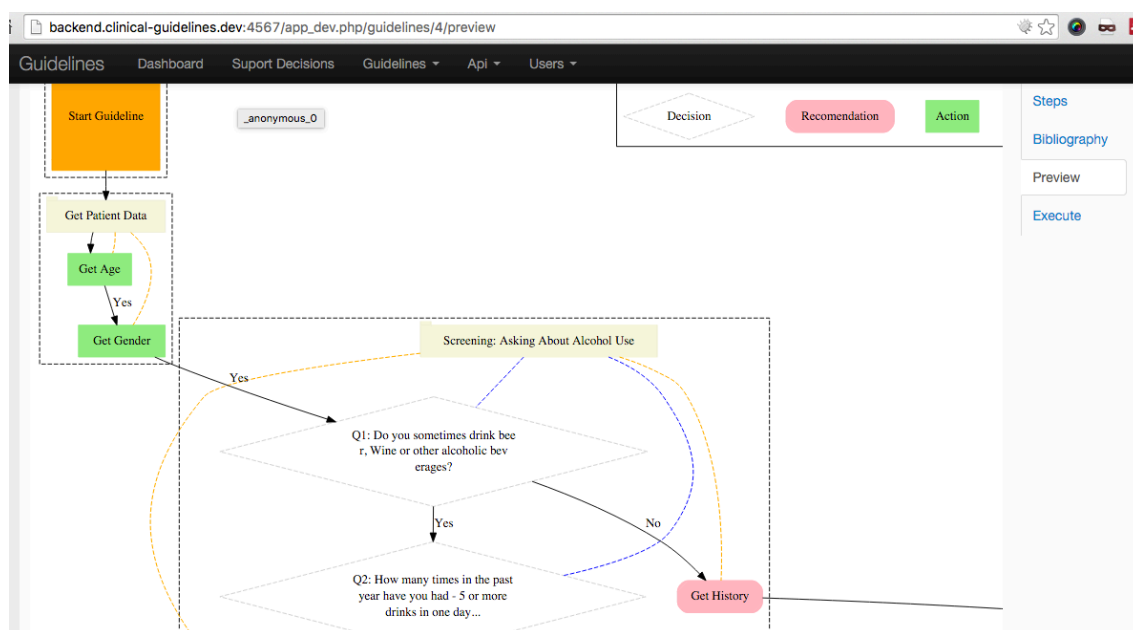 backend.clinical-guidelines.dev:4567/app_dev.php/guidelines/4/preview
Guidelines Dashboard Suport Decisions Guidelines Api Users
Start Guideline
_anonymous_0
Decision
Recomendation
Action
Steps
Bibliography
Preview
Execute
Get Patient Data
Get Age
Yes
Get Gender
Yes
Screening: Asking About Alcohol Use
Q1: Do you sometimes drink bee
r, Wine or other alcoholic bev
erages?
Yes
No
Q2: How many times in the past
year have you had - 5 or more
drinks in one day...
Get History